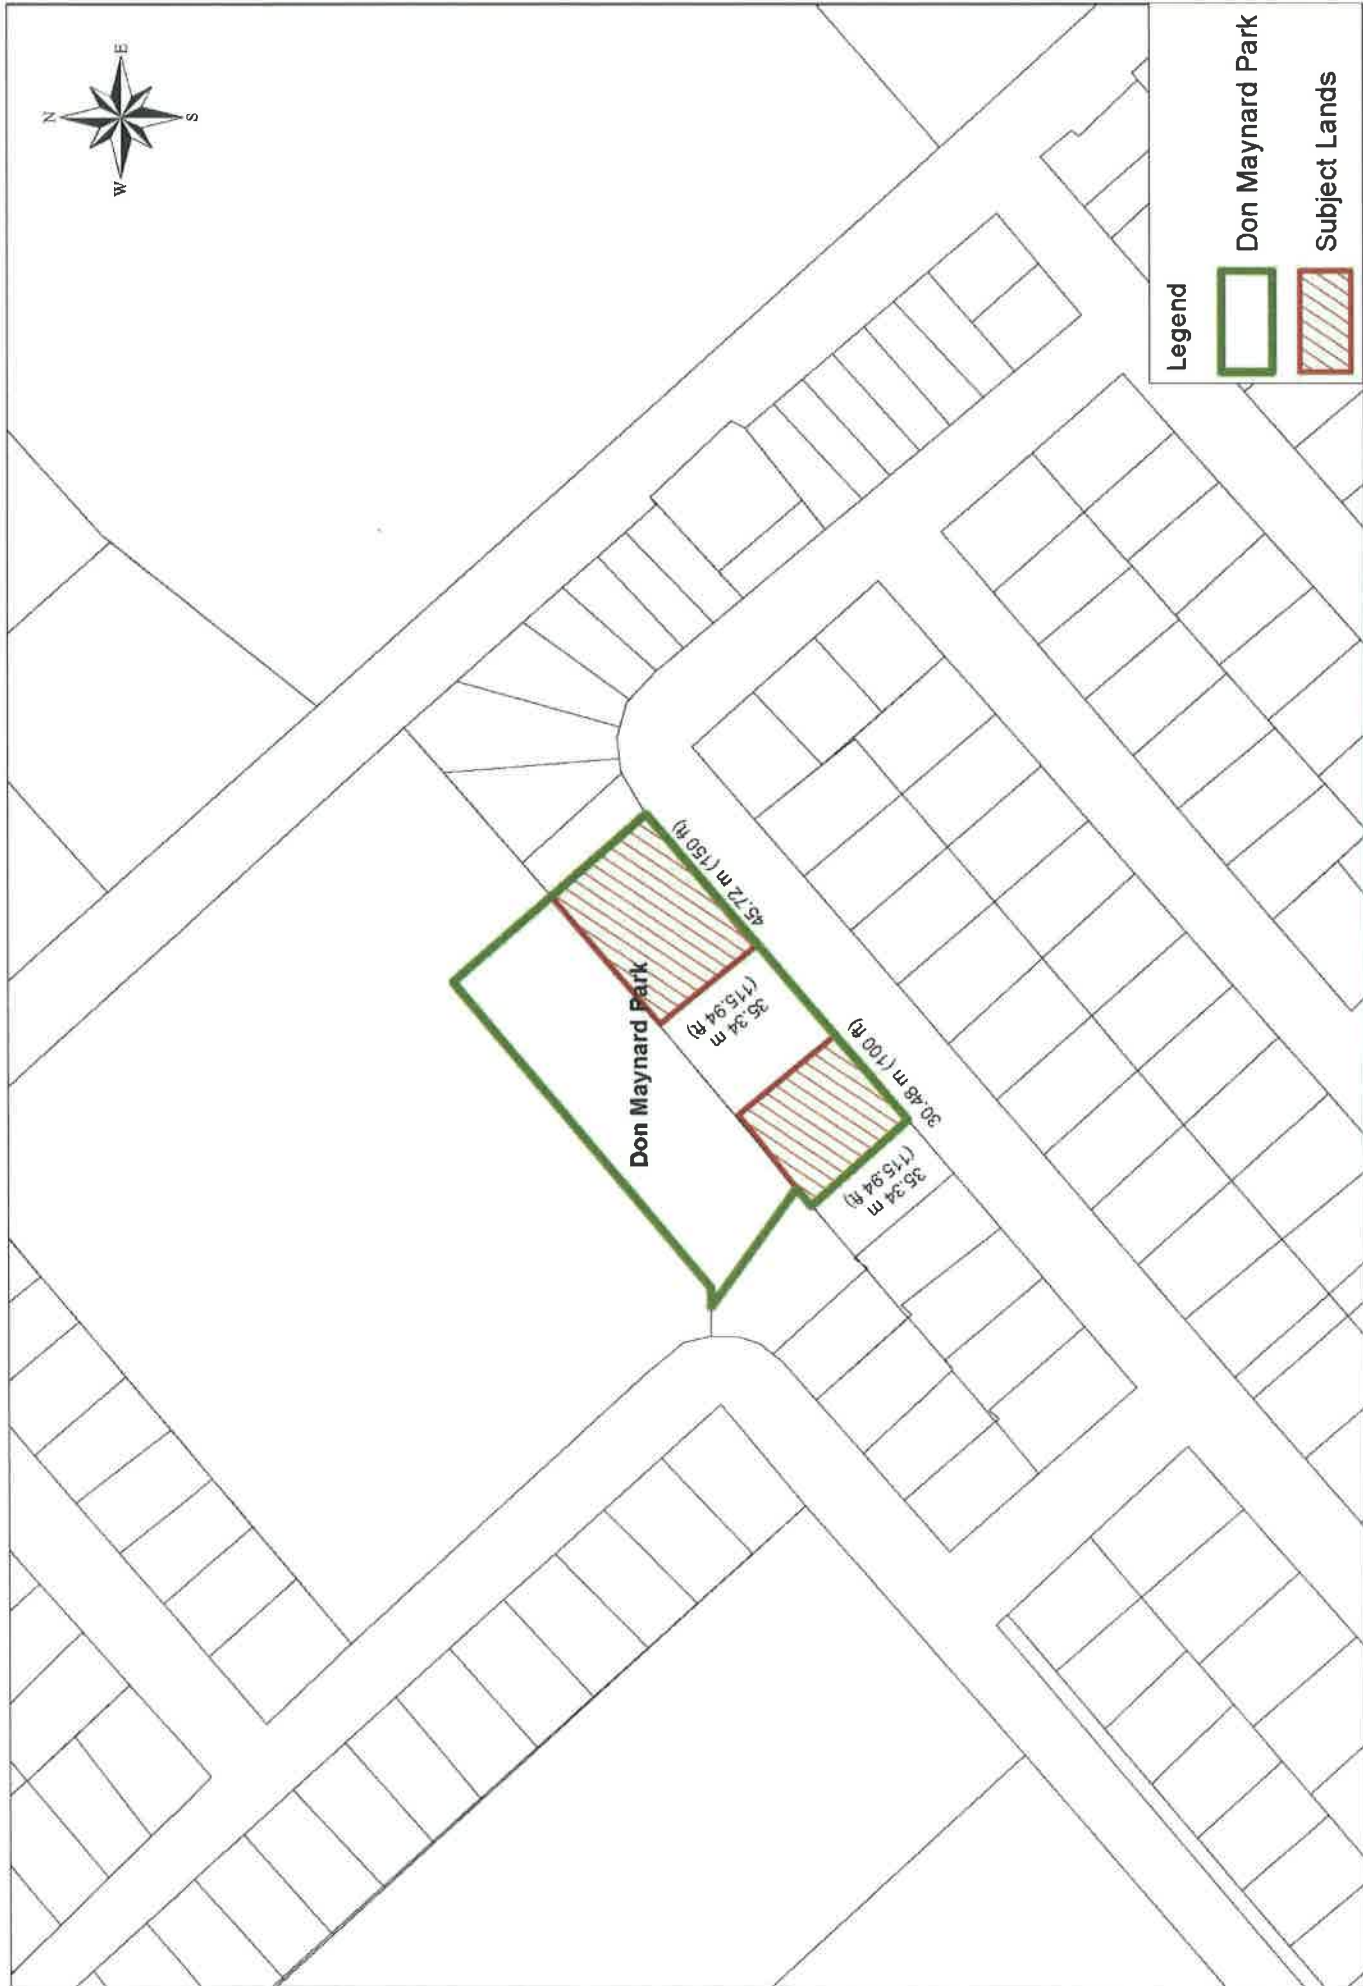 N
E
S
W
Don Maynard Park
45.72 m (150 ft)
35.34 m
(115.94 ft)
30.48 m (100 ft)
35.34 m
(115.94 ft)
Legend
Don Maynard Park
Subject Lands